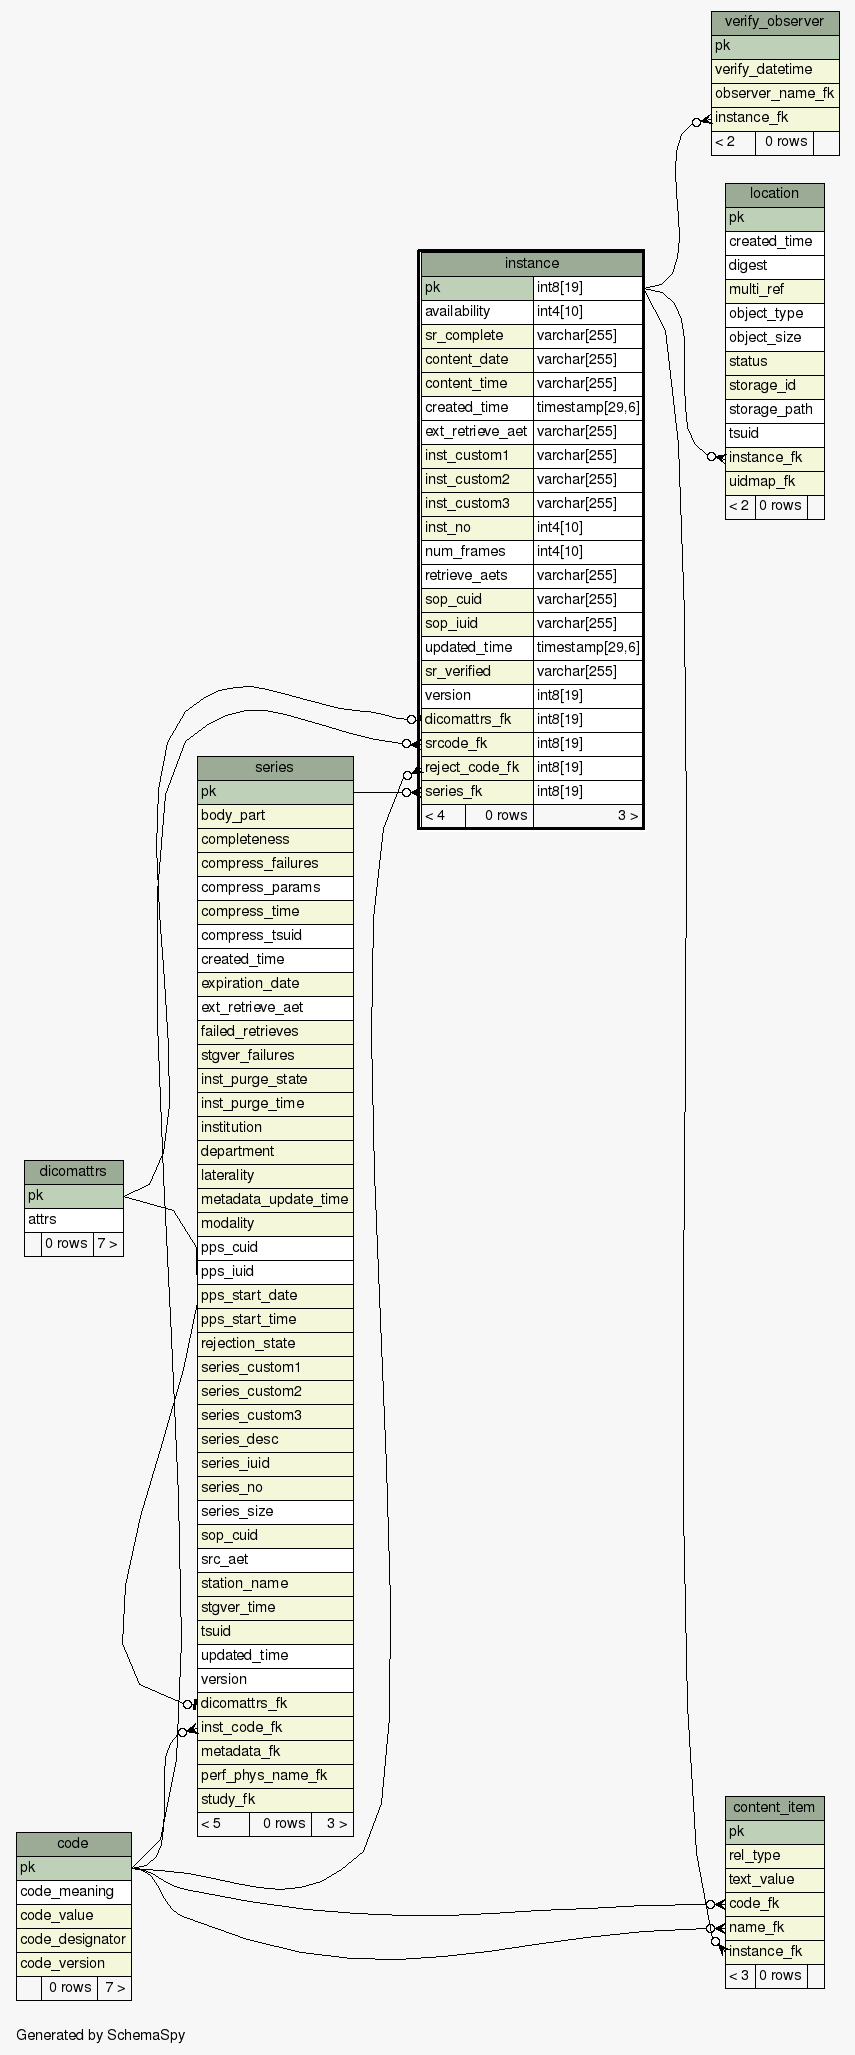 verify_observer
pk
verify_datetime
observer_name_fk
instance_fk
< 2 0 rows
location
pk
created_time
digest
multi_ref
object_type
object_size
status
storage_id
storage_path
tsuid
instance_fk
uidmap_fk
< 2 0 rows
instance
pk int8[19]
availability int4[10]
sr_complete varchar[255]
content_date varchar[255]
content_time varchar[255]
created_time timestamp[29,6]
ext_retrieve_aet varchar[255]
inst_custom1 varchar[255]
inst_custom2 varchar[255]
inst_custom3 varchar[255]
inst_no int4[10]
num_frames int4[10]
retrieve_aets varchar[255]
sop_cuid varchar[255]
sop_iuid varchar[255]
updated_time timestamp[29,6]
sr_verified varchar[255]
version int8[19]
dicomattrs_fk int8[19]
srcode_fk int8[19]
reject_code_fk int8[19]
series_fk int8[19]
< 4 0 rows 3 >
series
pk
body_part
completeness
compress_failures
compress_params
compress_time
compress_tsuid
created_time
expiration_date
ext_retrieve_aet
failed_retrieves
stgver_failures
inst_purge_state
inst_purge_time
institution
department
laterality
metadata_update_time
modality
pps_cuid
pps_iuid
pps_start_date
pps_start_time
rejection_state
series_custom1
series_custom2
series_custom3
series_desc
series_iuid
series_no
series_size
sop_cuid
src_aet
station_name
stgver_time
tsuid
updated_time
version
dicomattrs_fk
inst_code_fk
metadata_fk
perf_phys_name_fk
study_fk
< 5 0 rows 3 >
dicomattrs
pk
attrs
0 rows 7 >
code
pk
code_meaning
code_value
code_designator
code_version
0 rows 7 >
content_item
pk
rel_type
text_value
code_fk
name_fk
instance_fk
< 3 0 rows
Generated by SchemaSpy